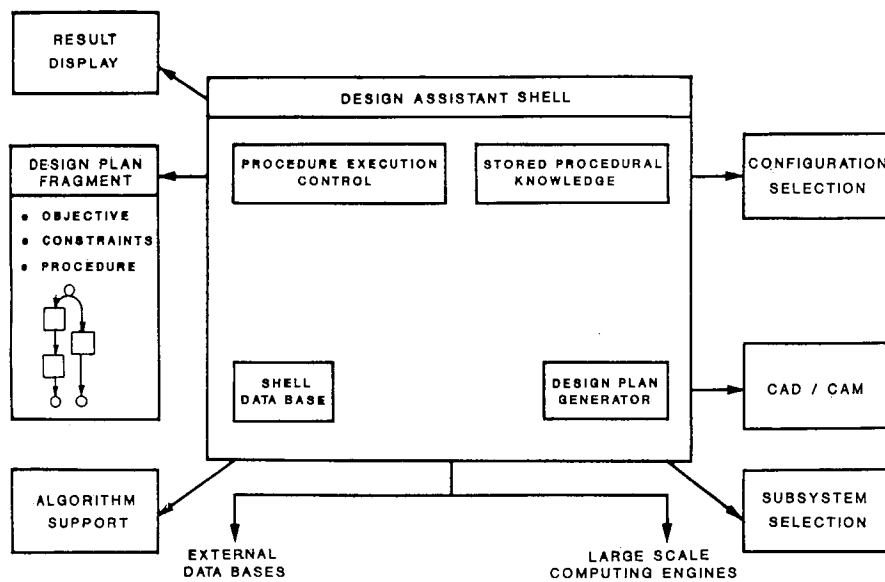 RESULT
DISPLAY
DESIGN ASSISTANT SHELL
DESIGN PLAN
FRAGMENT
• OBJECTIVE
• CONSTRAINTS
• PROCEDURE
PROCEDURE EXECUTION
CONTROL
STORED PROCEDURAL
KNOWLEDGE
CONFIGURATION
SELECTION
SHELL
DATA BASE
DESIGN PLAN
GENERATOR
CAD / CAM
ALGORITHM
SUPPORT
EXTERNAL
DATA BASES
LARGE SCALE
COMPUTING ENGINES
SUBSYSTEM
SELECTION